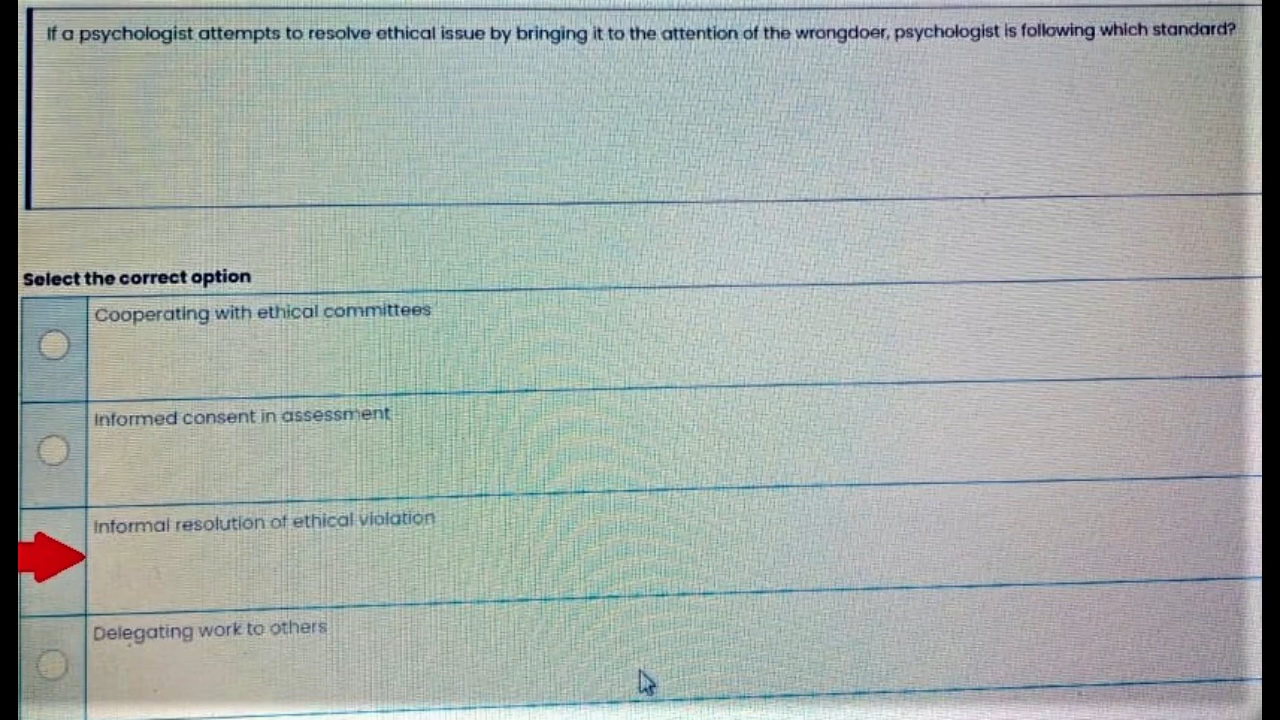 If a psychologist attempts to resolve ethical issue by bringing it to the attention of the wrongdoer, psychologist is following which standard?
Select the correct option
Cooperating with ethical committees
Informed consent in assessment
Informal resolution of ethical violation
Delegating work to others